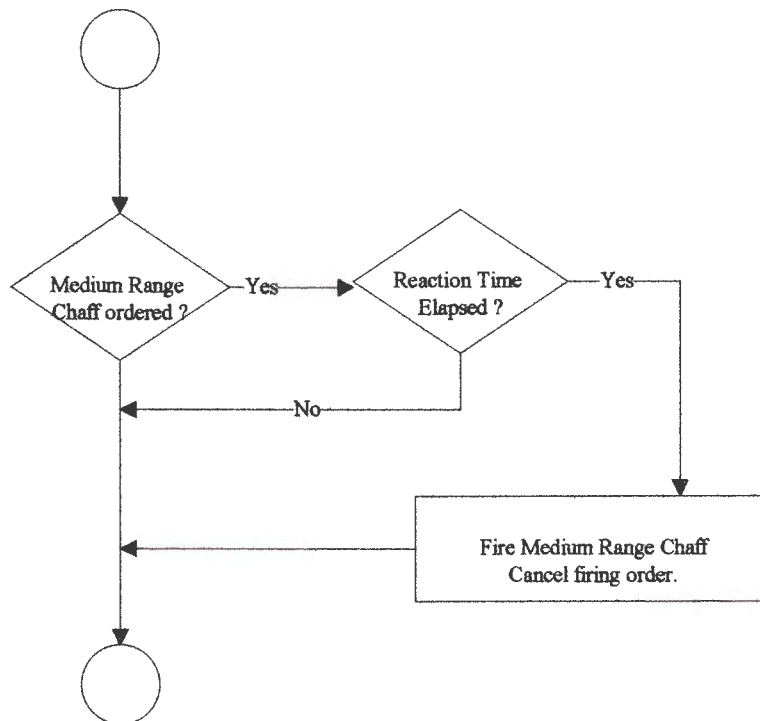 Medium Range
Chaff ordered ?
Yes
Reaction Time
Elapsed ?
Yes
No
Fire Medium Range Chaff
Cancel firing order.